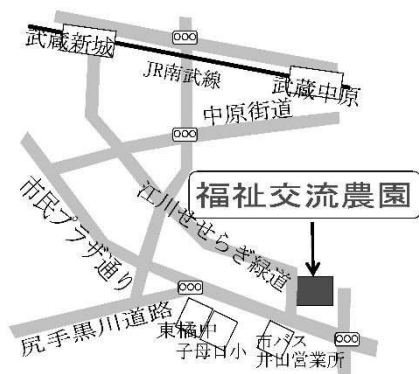 武蔵新城
JR南武線
武蔵中原
中原街道
福祉交流農園
市民プラザ通り
江川せせらぎ緑道
尻手黒川道路
東橘中
子母口小
市バス
井田営業所